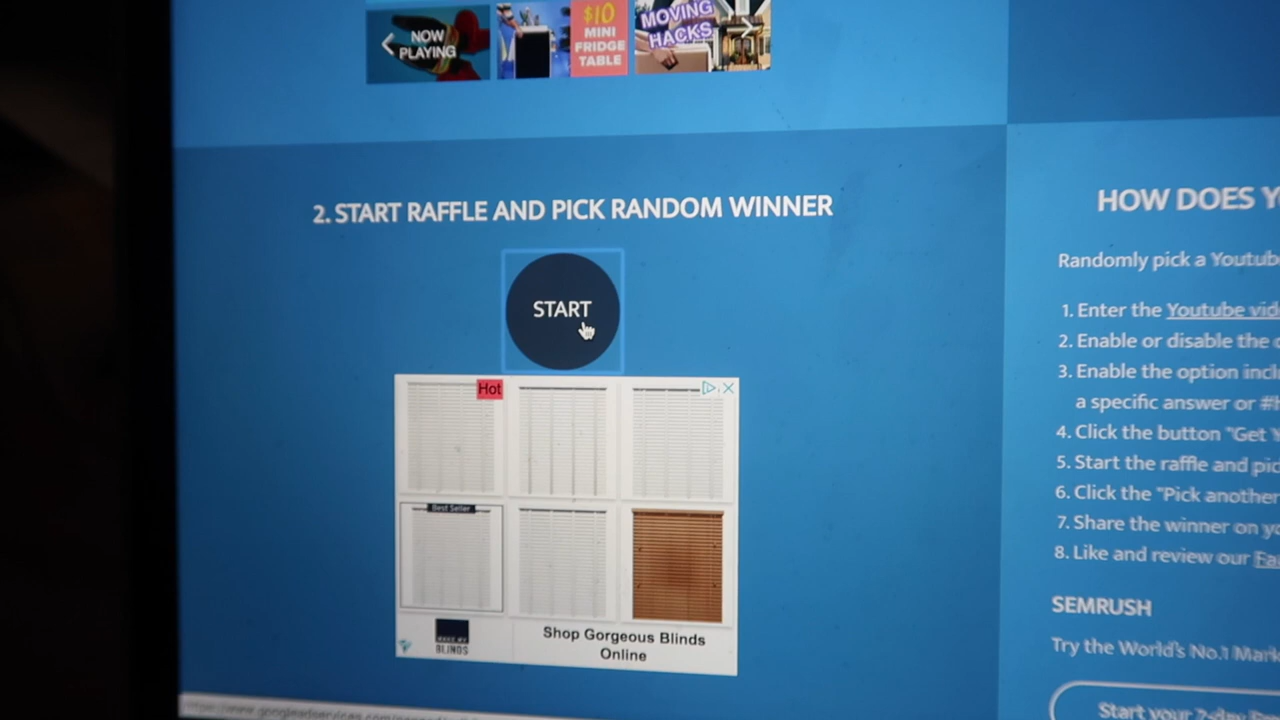 NOW
PLAYING
$10
MINI
FRIDGE
TABLE
MOVING
HACKS
2. START RAFFLE AND PICK RANDOM WINNER
START
Hot
Best Seller
BLINDS
Shop Gorgeous Blinds
Online
HOW DOES Y
Randomly pick a Youtube
1. Enter the Youtube vid
2. Enable or disable the
3. Enable the option incl
a specific answer or #h
4. Click the button "Get Y
5. Start the raffle and pic
6. Click the "Pick another
7. Share the winner on yo
8. Like and review our Fa
SEMRUSH
Try the World's No.1 Mark
Start your 7-day